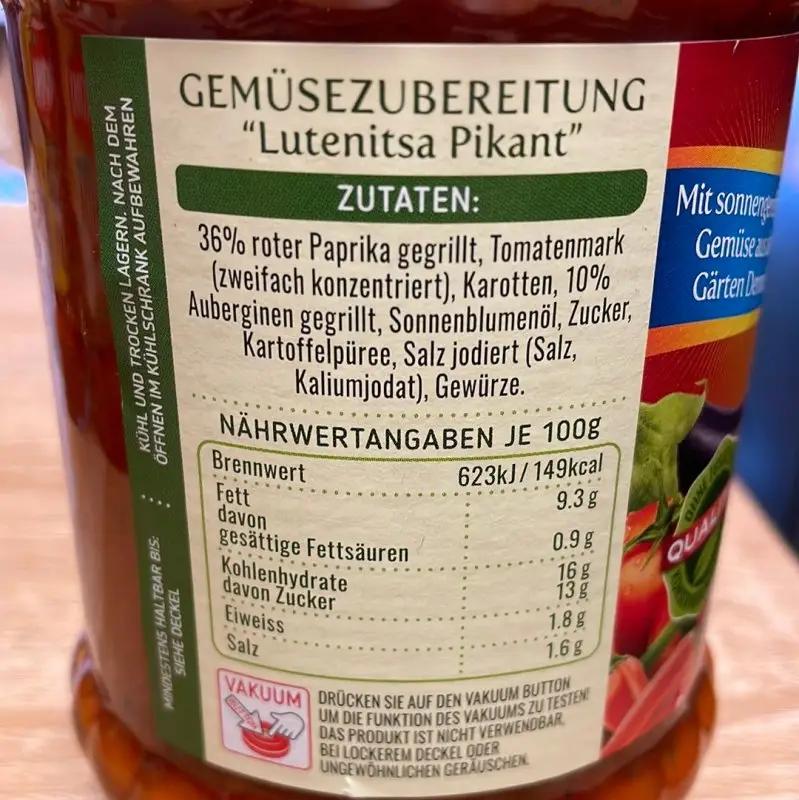 GEMÜSEZUBEREITUNG
"Lutenitsa Pikant"
ZUTATEN:
36% roter Paprika gegrillt, Tomatenmark
(zweifach konzentriert), Karotten, 10%
Auberginen gegrillt, Sonnenblumenöl, Zucker,
Kartoffelpüree, Salz jodiert (Salz,
Kaliumjodat), Gewürze.
NÄHRWERTANGABEN JE 100g
Brennwert 623kJ / 149kcal
Fett 9.3 g
davon
gesättige Fettsäuren 0.9 g
Kohlenhydrate 16 g
davon Zucker 13 g
Eiweiss 1.8 g
Salz 1.6 g
VAKUUM
DRÜCKEN SIE AUF DEN VAKUUM BUTTON
UM DIE FUNKTION DES VAKUUMS ZU TESTEN!
DAS PRODUKT IST NICHT VERWENDBAR,
BEI LOCKEREM DECKEL ODER
UNGEWÖHNLICHEN GERÄUSCHEN.
KÜHL UND TROCKEN LAGERN. NACH DEM
ÖFFNEN IM KÜHLSCHRANK AUFBEWAHREN
MINDESTENS HALTBAR BIS:
SIEHE DECKEL
Mit
Gemüse
Gärten